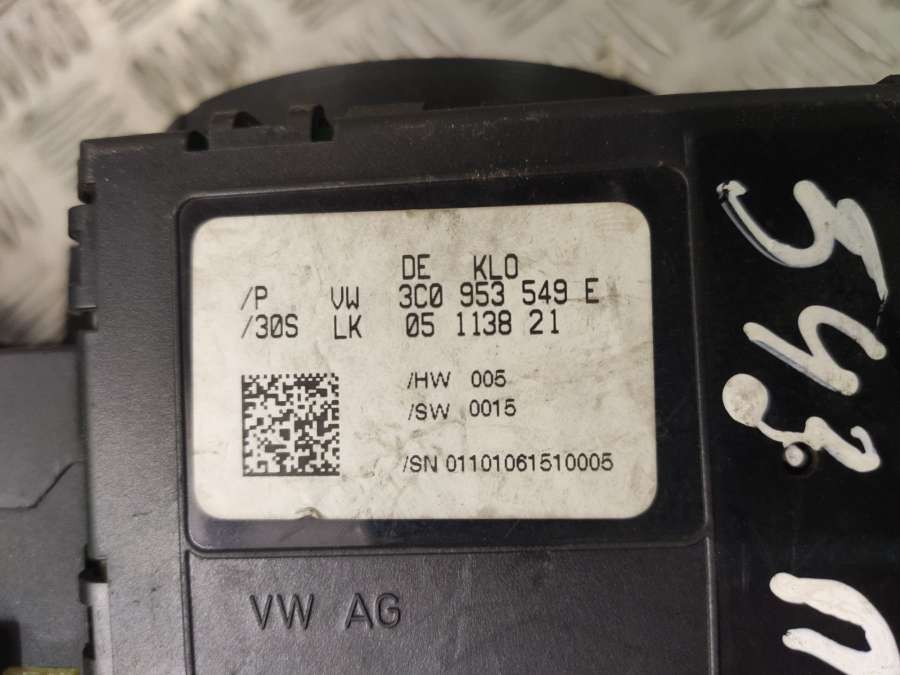 DE KLO
/P VW 3C0 953 549 E
/30S LK 05 1138 21
/HW 005
/SW 0015
/SN 01101061510005
VW AG